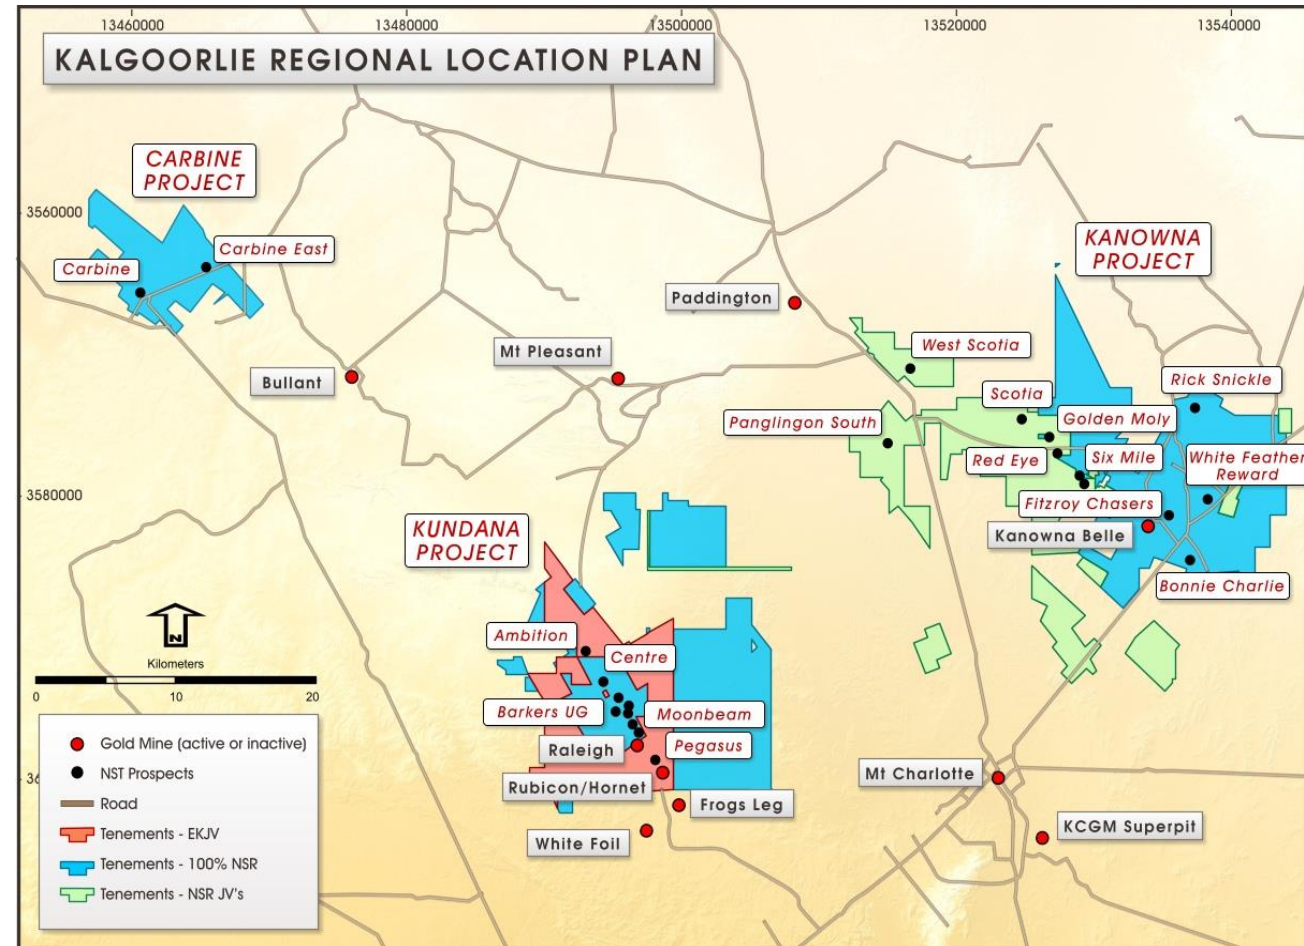 13460000
13480000
13500000
13520000
13540000
KALGOORLIE REGIONAL LOCATION PLAN
CARBINE
PROJECT
3560000
Carbine East
Carbine
KANOWNA
PROJECT
Paddington
West Scotia
Mt Pleasant
Bullant
Rick Snickle
Scotia
Golden Moly
Panglingon South
Red Eye
Six Mile
White Feather
Reward
3580000
Fitzroy Chasers
Kanowna Belle
KUNDANA
PROJECT
Bonnie Charlie
N
Kilometers
0
10
20
Ambition
Centre
Barkers UG
Moonbeam
Raleigh
Pegasus
Rubicon/Hornet
Frogs Leg
White Foil
Mt Charlotte
KCGM Superpit
Gold Mine (active or inactive)
NST Prospects
Road
Tenements - EKJV
Tenements - 100% NSR
Tenements - NSR JV's